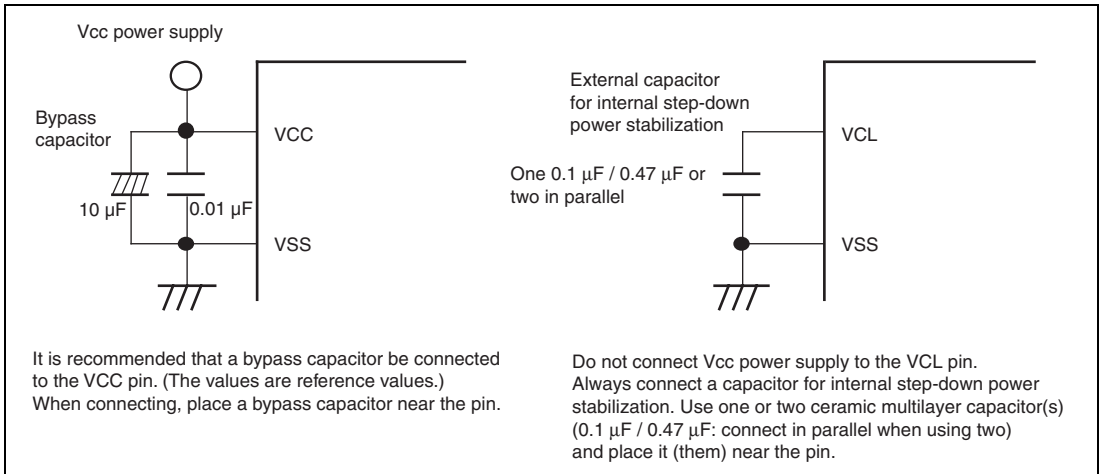 Vcc power supply
Bypass
capacitor
VCC
10 μF
0.01 μF
VSS
It is recommended that a bypass capacitor be connected
to the VCC pin. (The values are reference values.)
When connecting, place a bypass capacitor near the pin.
External capacitor
for internal step-down
power stabilization
VCL
One 0.1 μF / 0.47 μF or
two in parallel
VSS
Do not connect Vcc power supply to the VCL pin.
Always connect a capacitor for internal step-down power
stabilization. Use one or two ceramic multilayer capacitor(s)
(0.1 μF / 0.47 μF: connect in parallel when using two)
and place it (them) near the pin.